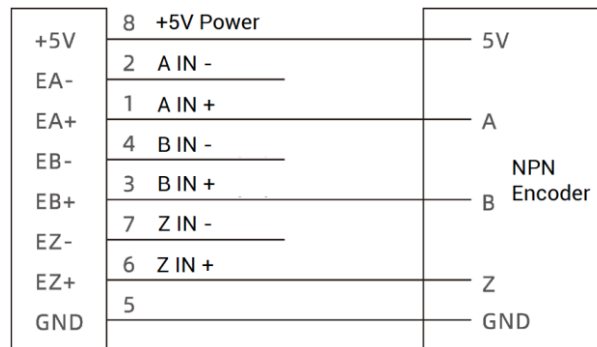 8 +5V Power
+5V 5V
2 A IN -
EA-
1 A IN +
EA+ A
4 B IN -
EB-
3 B IN +
EB+ B
NPN
Encoder
7 Z IN -
EZ-
6 Z IN +
EZ+ Z
5
GND GND